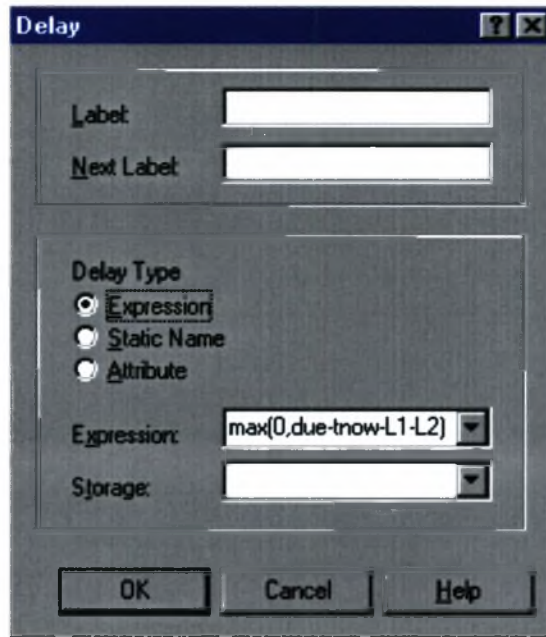 Delay
Label:
Next Label:
Delay Type
Expression
Static Name
Attribute
Expression: max(0,due-tnow-L1-L2)
Storage:
OK Cancel Help